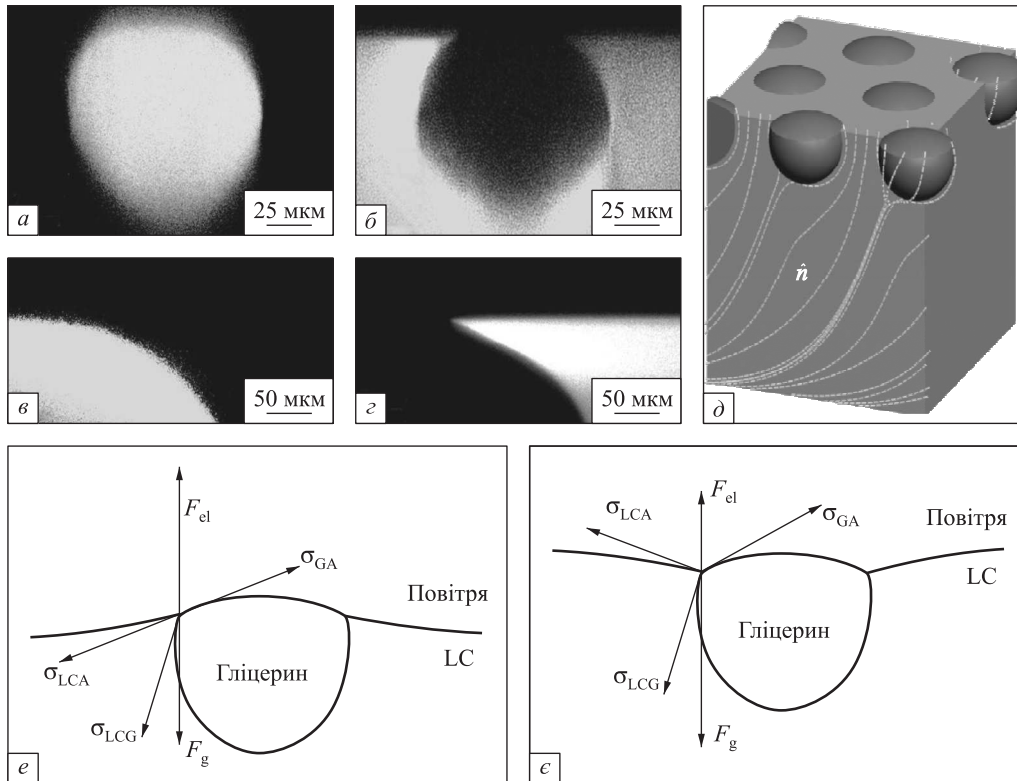 а
25 мкм
б
25 мкм
в
50 мкм
г
50 мкм
n̂
д
F_el
σ_GA
Повітря
LC
σ_LCA
Гліцерин
σ_LCG
F_g
е
F_el
σ_LCA
σ_GA
Повітря
LC
Гліцерин
σ_LCG
F_g
є